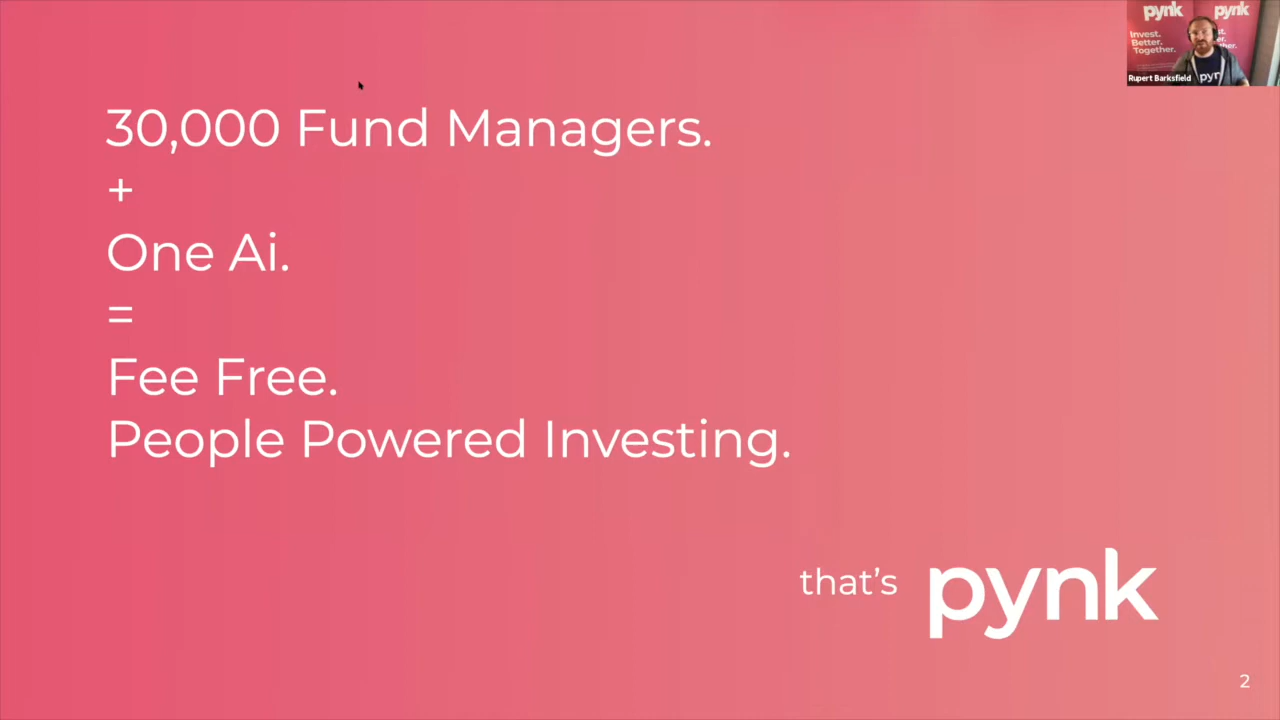 30,000 Fund Managers.
+
One Ai.
=
Fee Free.
People Powered Investing.
that's pynk
2
pynk
pynk
Invest.
Better.
Together.
pyn
Rupert Barksfield